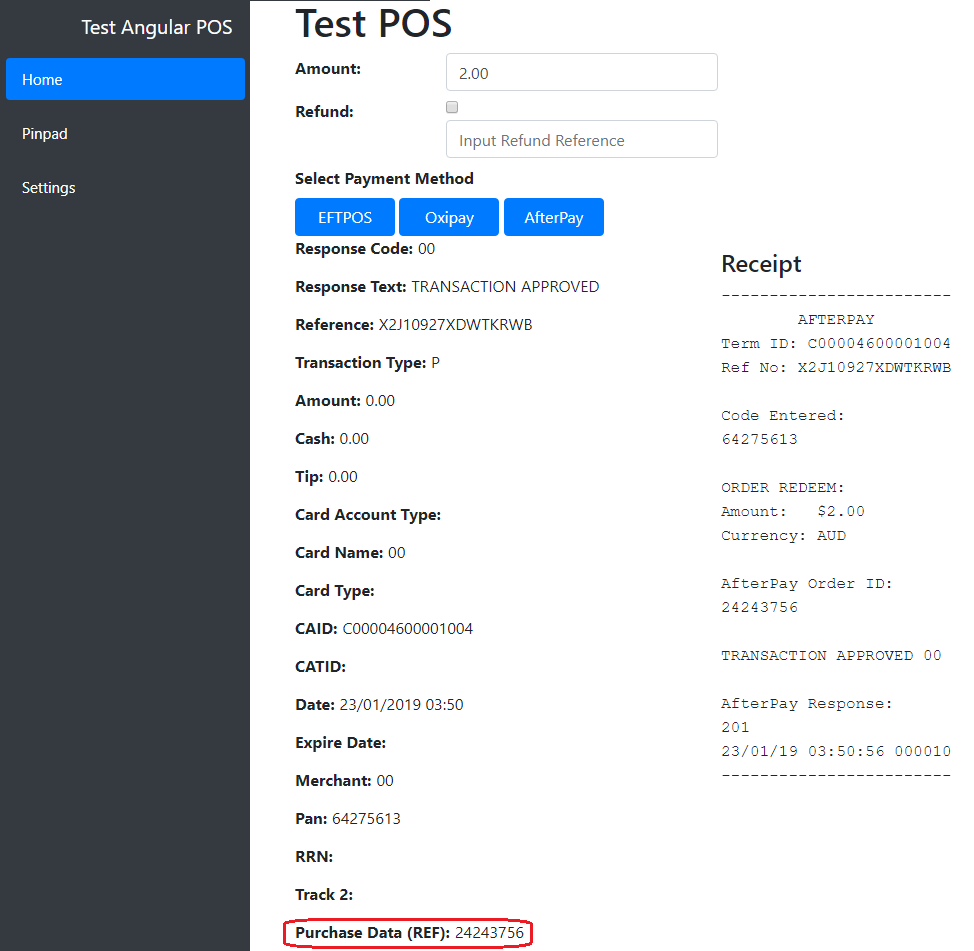 Test Angular POS
Home
Pinpad
Settings
Test POS
Amount:
2.00
Refund:
Input Refund Reference
Select Payment Method
EFTPOS
Oxipay
AfterPay
Response Code: 00
Response Text: TRANSACTION APPROVED
Reference: X2J10927XDWTKRWB
Transaction Type: P
Amount: 0.00
Cash: 0.00
Tip: 0.00
Card Account Type:
Card Name: 00
Card Type:
CAID: C00004600001004
CATID:
Date: 23/01/2019 03:50
Expire Date:
Merchant: 00
Pan: 64275613
RRN:
Track 2:
Purchase Data (REF): 24243756
Receipt
------------------------
AFTERPAY
Term ID: C00004600001004
Ref No: X2J10927XDWTKRWB
Code Entered:
64275613
ORDER REDEEM:
Amount: $2.00
Currency: AUD
AfterPay Order ID:
24243756
TRANSACTION APPROVED 00
AfterPay Response:
201
23/01/19 03:50:56 000010
------------------------